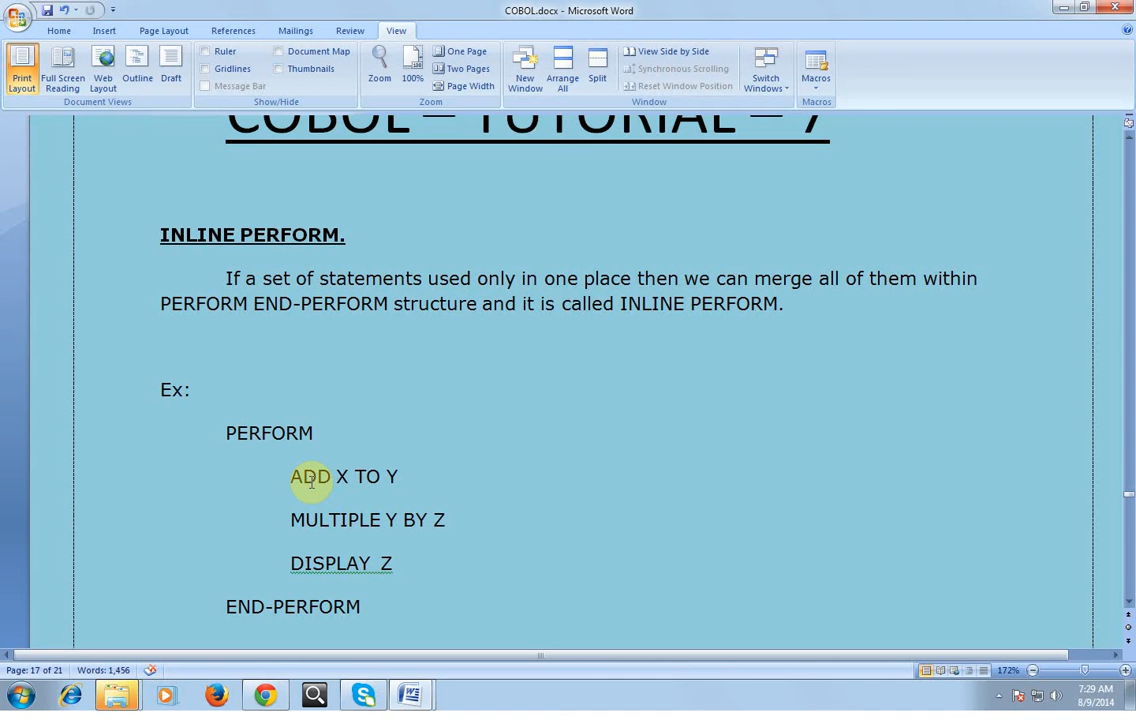 COBOL.docx - Microsoft Word
Home Insert Page Layout References Mailings Review View
Print Layout
Full Screen Reading
Web Layout
Outline
Draft
Document Views
Ruler
Gridlines
Message Bar
Document Map
Thumbnails
Show/Hide
Zoom
100%
One Page
Two Pages
Page Width
Zoom
New Window
Arrange All
Split
View Side by Side
Synchronous Scrolling
Reset Window Position
Window
Switch Windows
Macros
Macros
COBOL – TUTORIAL – 7
INLINE PERFORM.
If a set of statements used only in one place then we can merge all of them within
PERFORM END-PERFORM structure and it is called INLINE PERFORM.
Ex:
PERFORM
ADD X TO Y
MULTIPLE Y BY Z
DISPLAY Z
END-PERFORM
Page: 17 of 21 Words: 1,456
172%
7:29 AM
8/9/2014